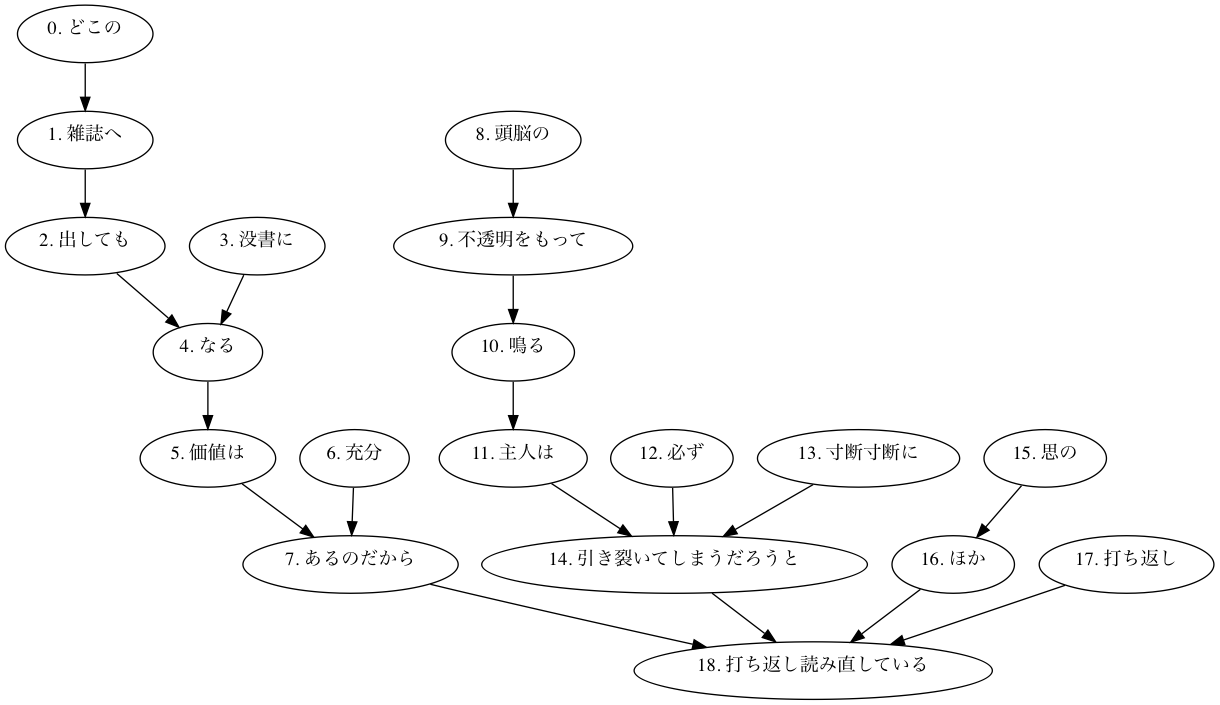 0. どこの
1. 雑誌へ
8. 頭脳の
2. 出しても
3. 没書に
9. 不透明をもって
4. なる
10. 鳴る
5. 価値は
6. 充分
11. 主人は
12. 必ず
13. 寸断寸断に
15. 思の
7. あるのだから
14. 引き裂いてしまうだろうと
16. ほか
17. 打ち返し
18. 打ち返し読み直している